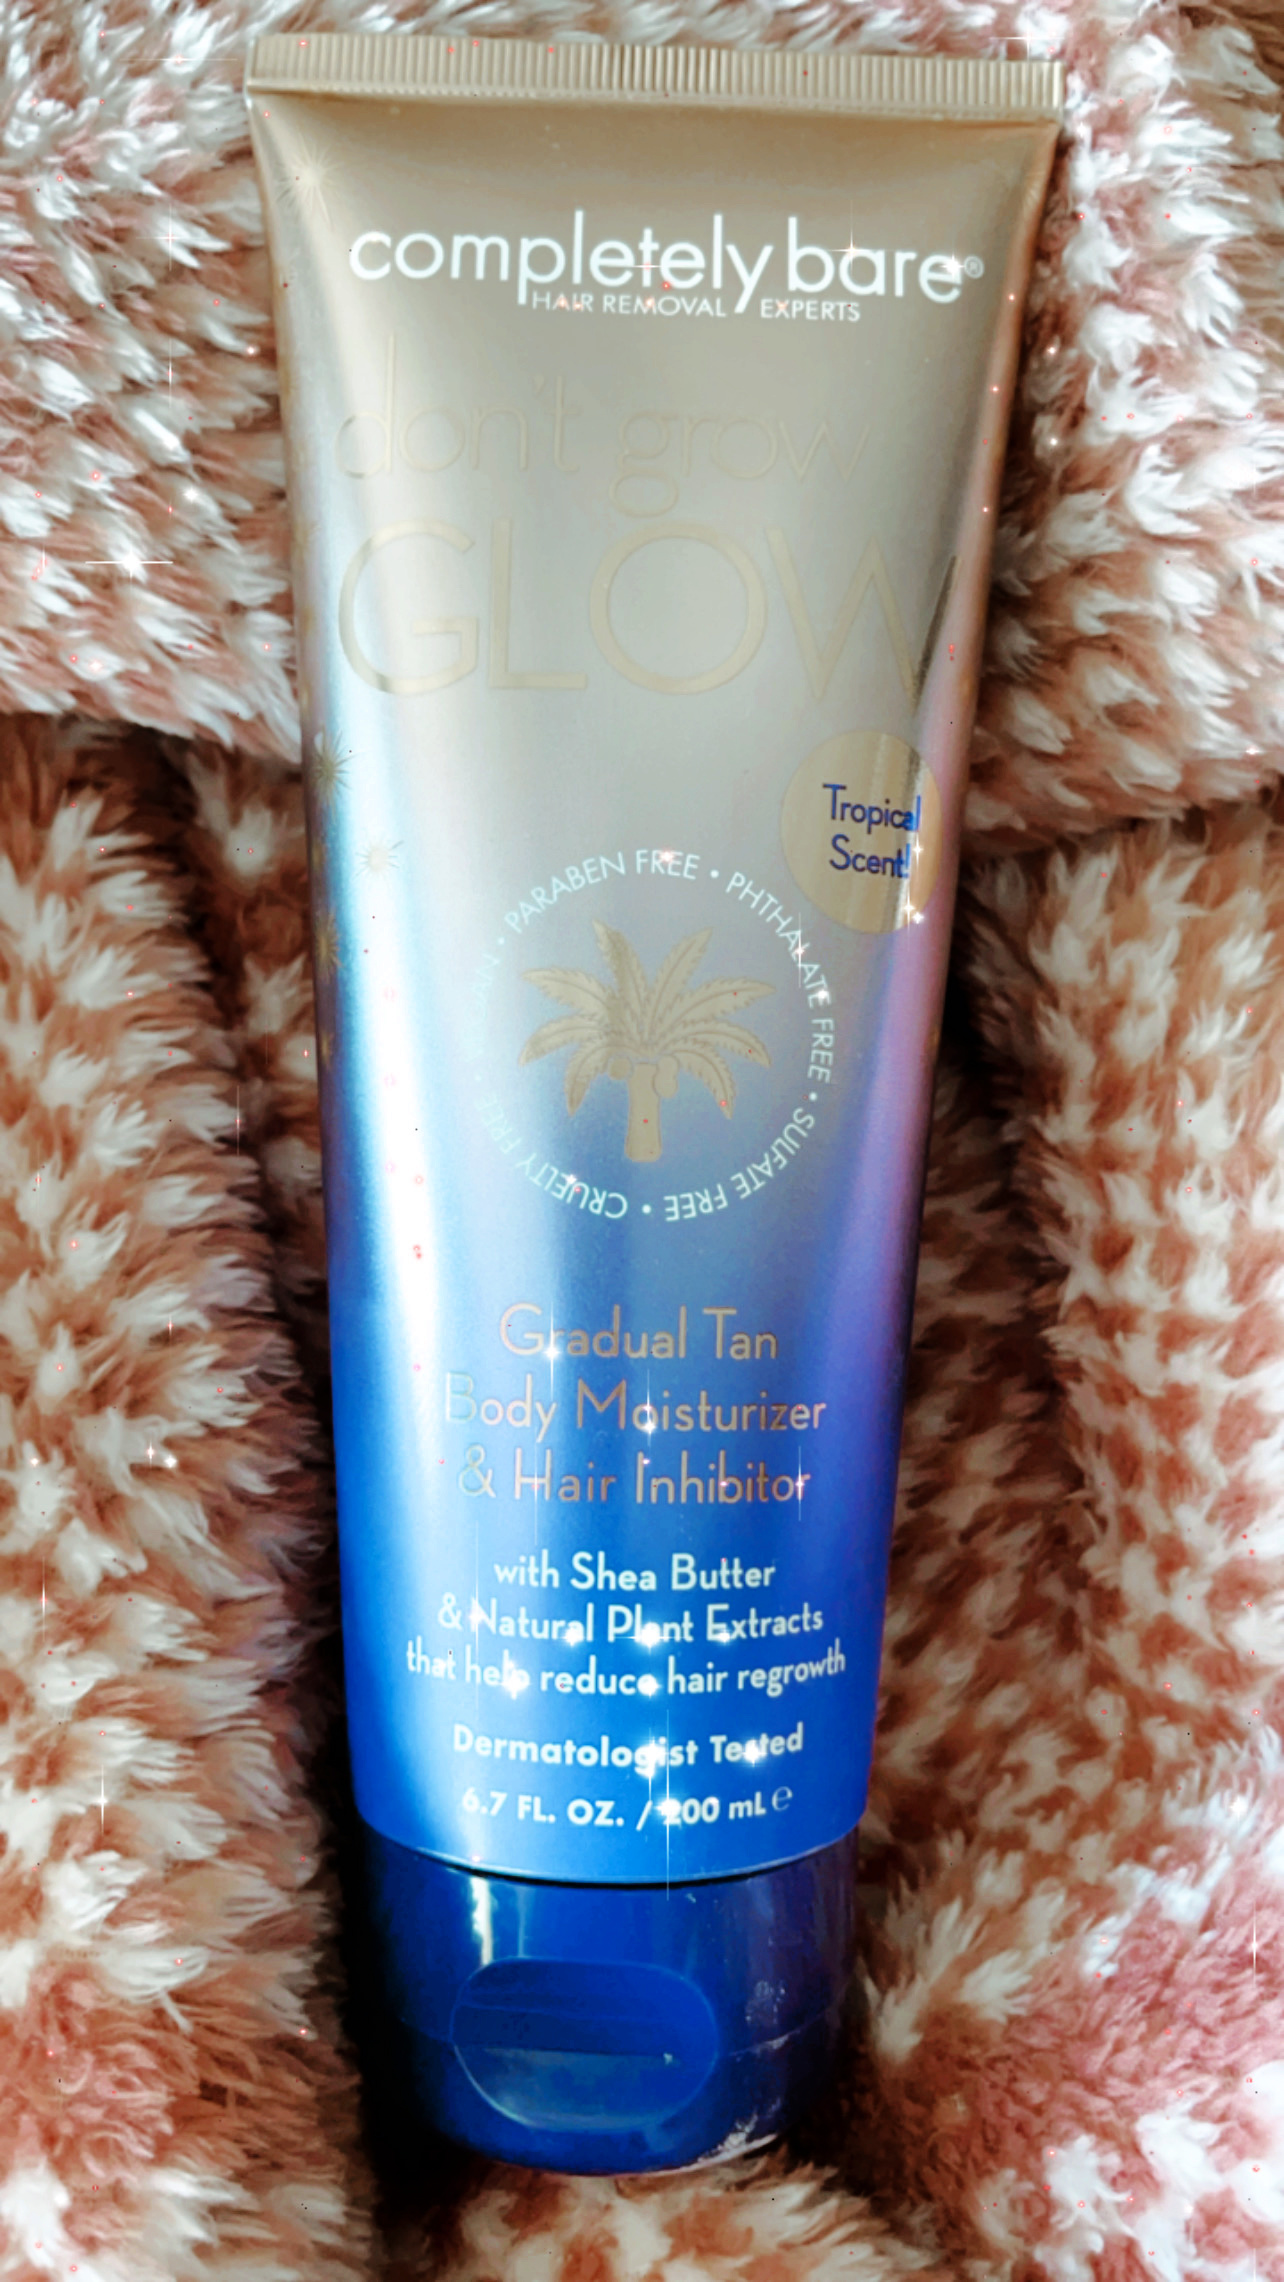 completely bare®
HAIR REMOVAL EXPERTS
don't grow
GLOW
Tropical
Scent!
PARABEN FREE • PHTHALATE FREE • SULFATE FREE • CRUELTY FREE •
Gradual Tan
Body Moisturizer
& Hair Inhibitor
with Shea Butter
& Natural Plant Extracts
that help reduce hair regrowth
Dermatologist Tested
6.7 FL. OZ. / 200 mL ℮